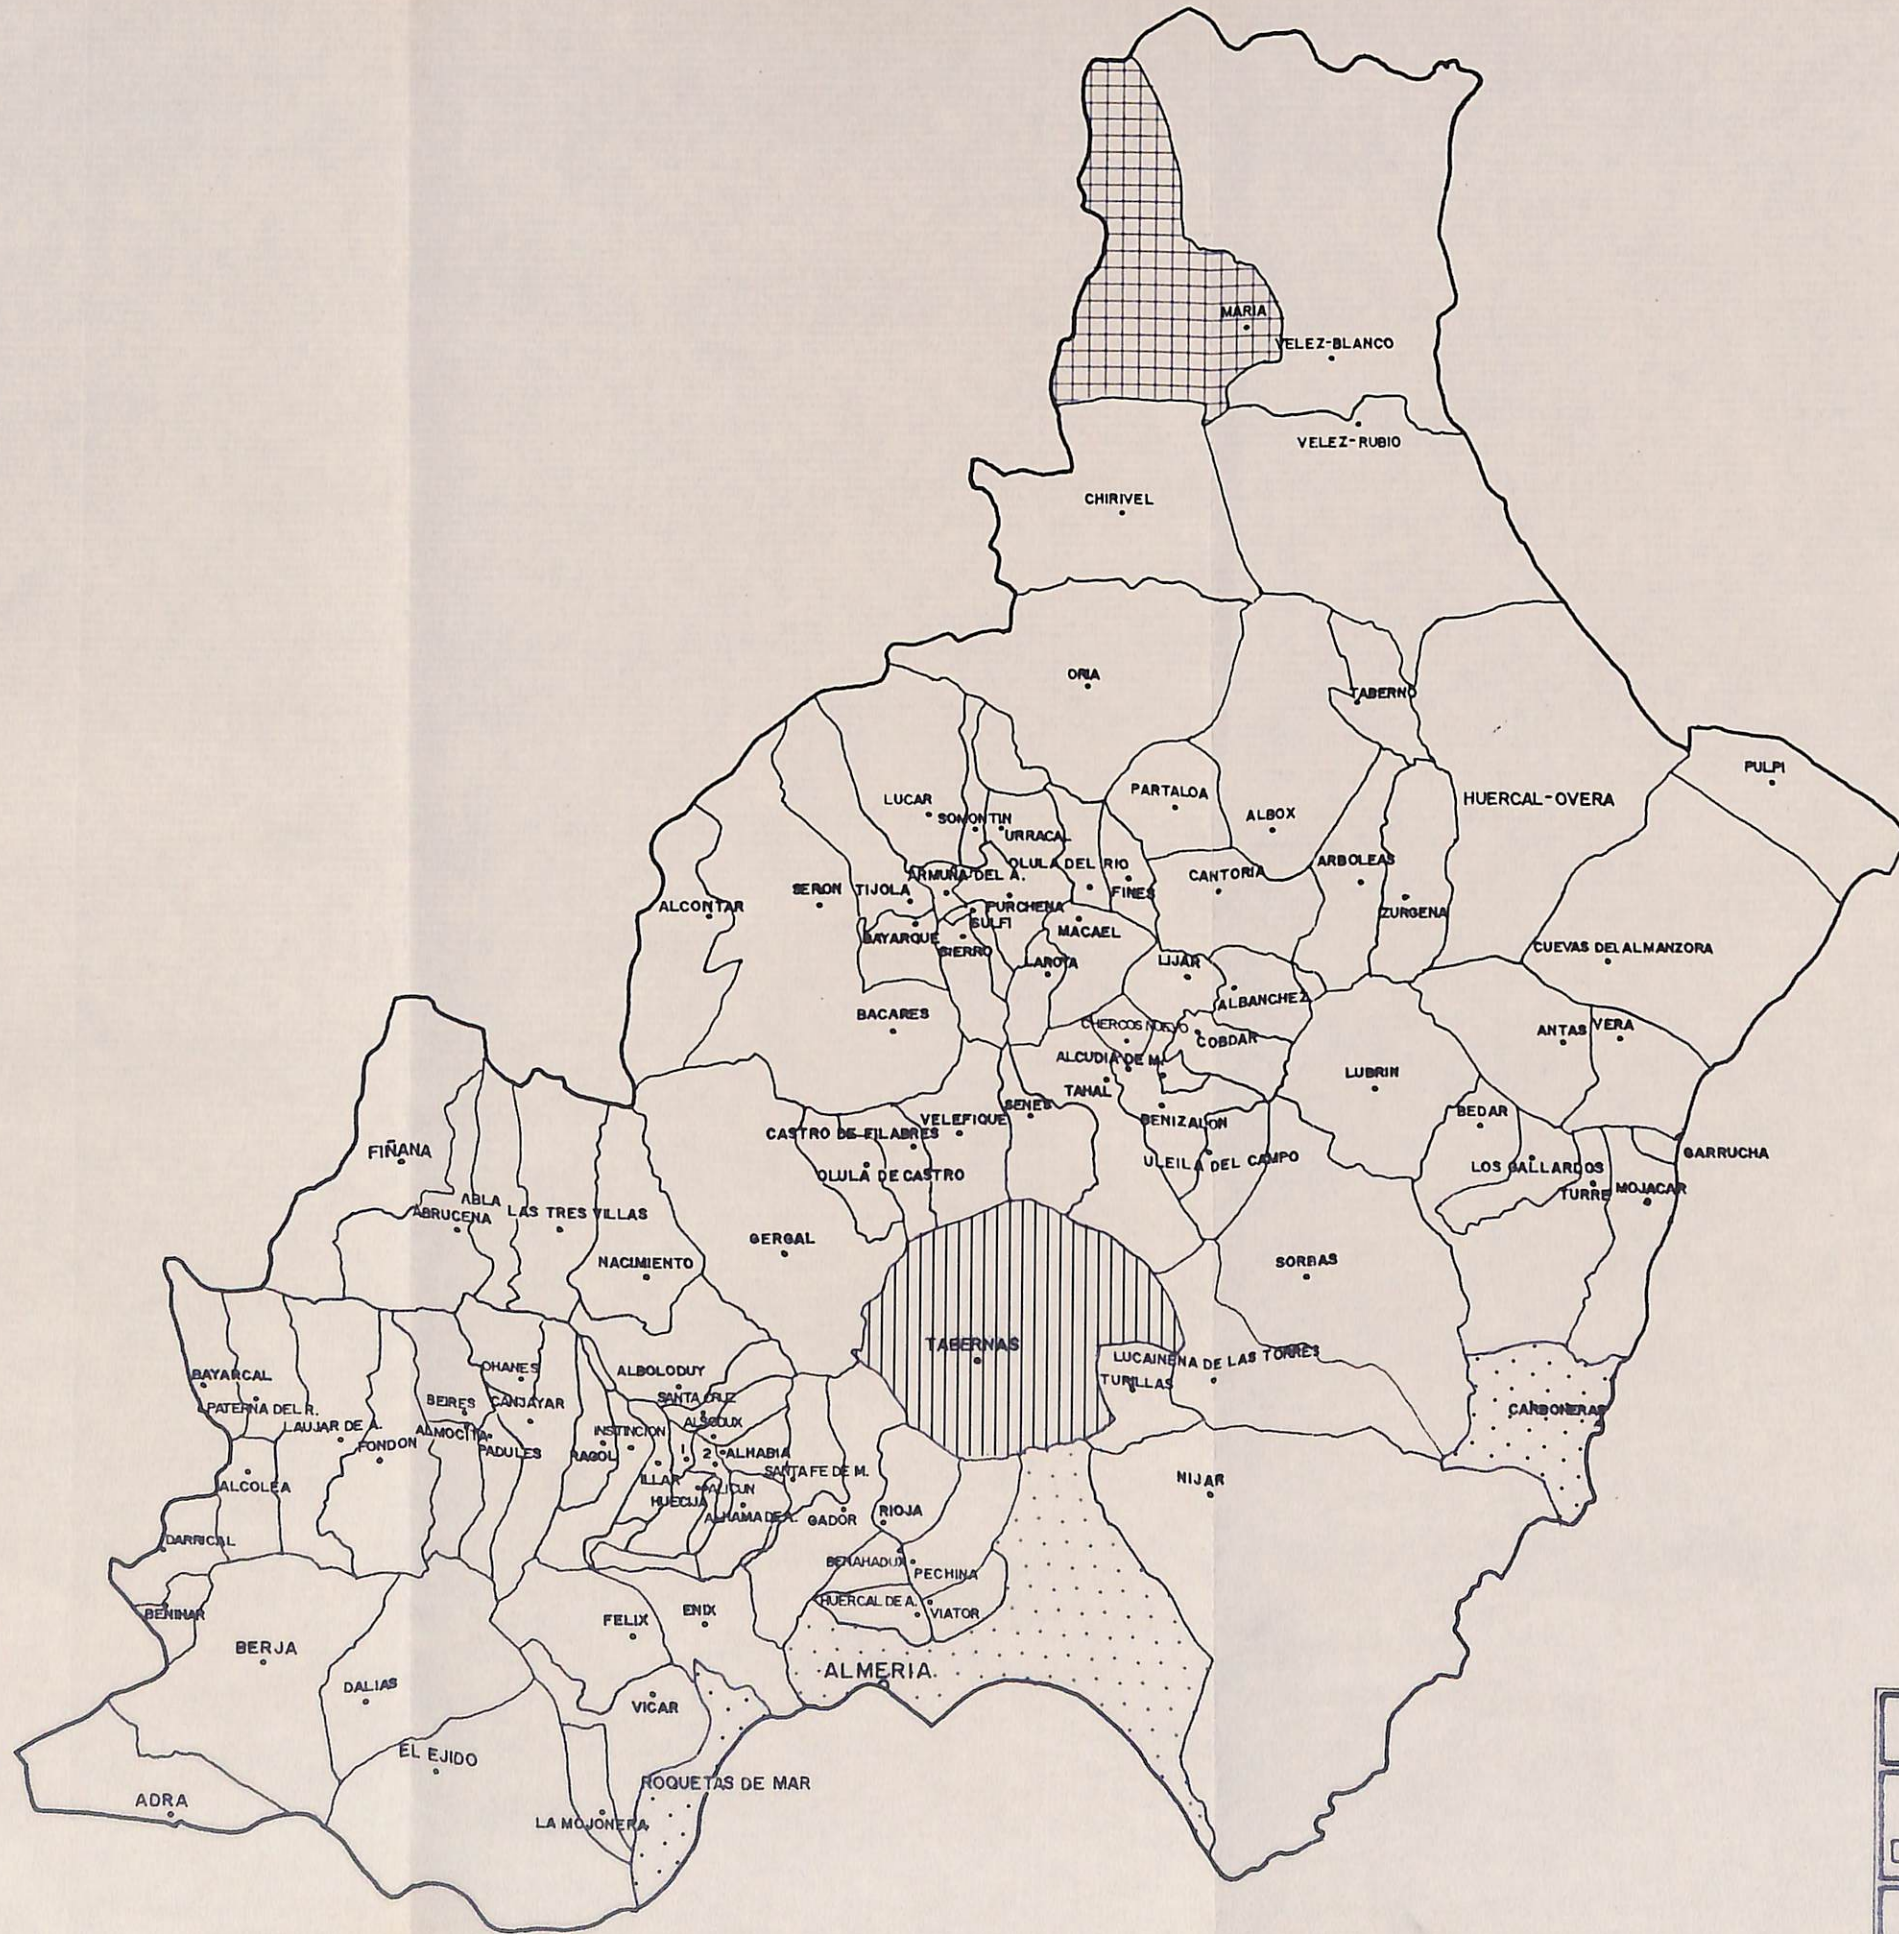 MARIA
VELEZ-BLANCO
VELEZ-RUBIO
CHIRIVEL
ORIA
TABERNO
PULPI
PARTALOA
HUERCAL-OVERA
LUCAR
ALBOX
SOMONTIN
URRACAL
OLULA DEL RIO
ARBOLEAS
ARMUÑA DEL A.
CANTORIA
SERON
TIJOLA
FINES
ALCONTAR
PURCHENA
ZURGENA
SULFI
MACAEL
BAYARQUE
SIERRO
CUEVAS DEL ALMANZORA
LAROYA
LIJAR
ALBANCHEZ
BACARES
CHERCOS NUEVO
COBDAR
ANTAS
VERA
ALCUDIA DE M.
LUBRIN
TAHAL
SENES
BEDAR
VELEFIQUE
BENIZALON
CASTRO DE FILABRES
FIÑANA
GARRUCHA
ULEILA DEL CAMPO
LOS GALLARDOS
OLULA DE CASTRO
TURRE
MOJACAR
ABLA
ABRUCENA
LAS TRES VILLAS
GERGAL
NACIMIENTO
SORBAS
TABERNAS
LUCAINENA DE LAS TORRES
OHANES
ALBOLODUY
BAYARCAL
TURILLAS
SANTA CRUZ
BEIRES
CANJAYAR
PATERNA DEL R.
CARBONERAS
LAUJAR DE A.
ALSODUX
ALMOCITA
INSTINCION
FONDON
PADULES
RAGOL
1
2
ALHABIA
SANTA FE DE M.
ILLAR
NIJAR
ALCOLEA
ALICUN
HUECIJA
ALHAMA DE A.
GADOR
RIOJA
DARRICAL
BENAHADUX
PECHINA
HUERCAL DE A.
VIATOR
BENINAR
FELIX
ENIX
BERJA
ALMERIA
DALIAS
VICAR
EL EJIDO
ROQUETAS DE MAR
ADRA
LA MOJONERA